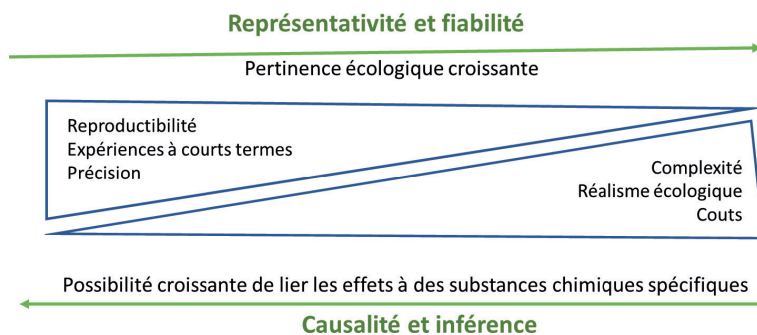 Représentativité et fiabilité
Pertinence écologique croissante
Reproductibilité
Expériences à courts termes
Précision
Complexité
Réalisme écologique
Couts
Possibilité croissante de lier les effets à des substances chimiques spécifiques
Causalité et inférence